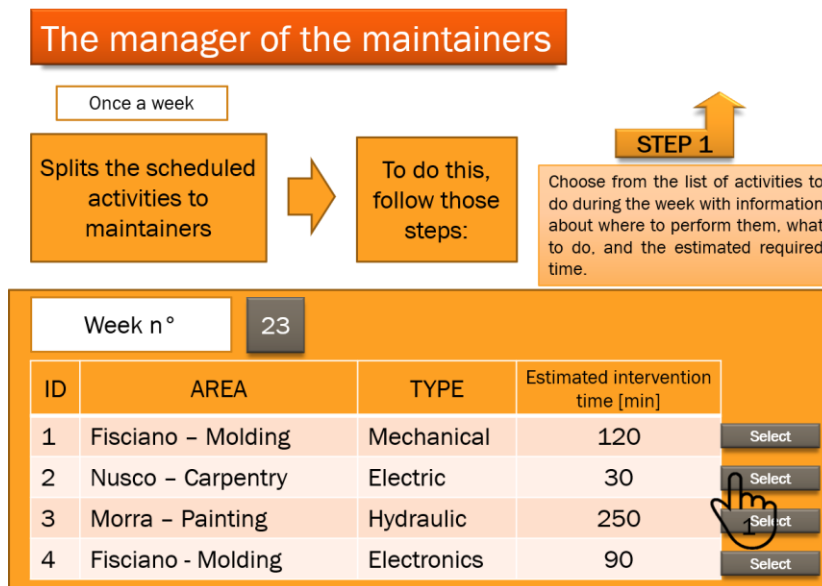 The manager of the maintainers
Once a week
Splits the scheduled
activities to
maintainers
To do this,
follow those
steps:
STEP 1
Choose from the list of activities to
do during the week with information
about where to perform them, what
to do, and the estimated required
time.
Week n° 23
ID AREA TYPE Estimated intervention
time [min]
1 Fisciano – Molding Mechanical 120 Select
2 Nusco – Carpentry Electric 30 Select
3 Morra – Painting Hydraulic 250 Select
1
4 Fisciano - Molding Electronics 90 Select